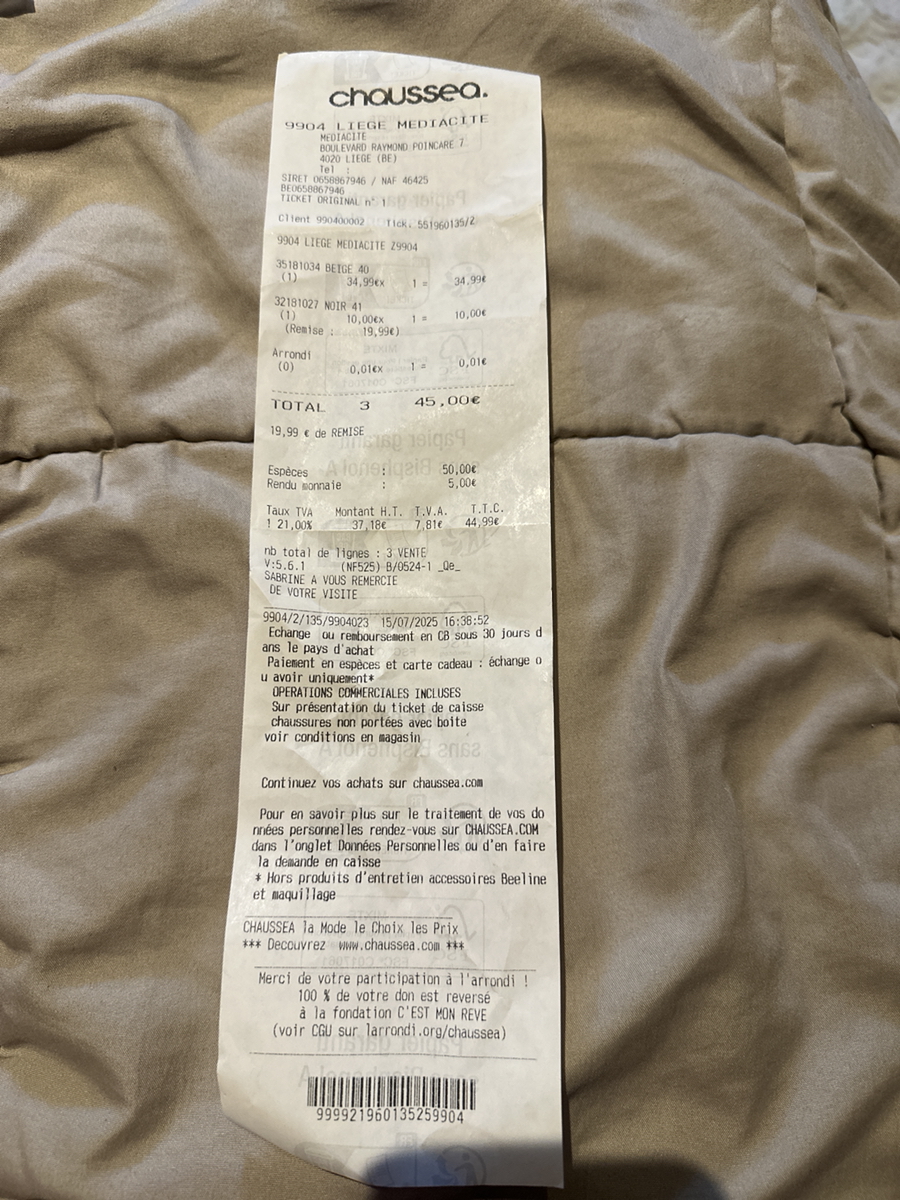 chaussea.
9904 LIEGE MEDIACITE
MEDIACITE
BOULEVARD RAYMOND POINCARE 7
4020 LIEGE (BE)
Tel :
SIRET 0658867946 / NAF 46425
BE0658867946
TICKET ORIGINAL n° 1
Client 990400002 Tick. 551960135/2
9904 LIEGE MEDIACITE Z9904
35181034 BEIGE 40
(1) 34,99€x 1 = 34,99€
32181027 NOIR 41
(1) 10,00€x 1 = 10,00€
(Remise : 19,99€)
Arrondi
(0) 0,01€x 1 = 0,01€
TOTAL 3 45,00€
19,99 € de REMISE
Espèces : 50,00€
Rendu monnaie : 5,00€
Taux TVA Montant H.T. T.V.A. T.T.C.
! 21,00% 37,18€ 7,81€ 44,99€
nb total de lignes : 3 VENTE
V:5.6.1 (NF525) B/0524-1 _Qe_
SABRINE A VOUS REMERCIE
DE VOTRE VISITE
9904/2/135/9904023 15/07/2025 16:38:52
Echange ou remboursement en CB sous 30 jours d
ans le pays d'achat
Paiement en espèces et carte cadeau : échange o
u avoir uniquement*
OPERATIONS COMMERCIALES INCLUSES
Sur présentation du ticket de caisse
chaussures non portées avec boite
voir conditions en magasin
Continuez vos achats sur chaussea.com
Pour en savoir plus sur le traitement de vos do
nnées personnelles rendez-vous sur CHAUSSEA.COM
dans l'onglet Données Personnelles ou d'en faire
la demande en caisse
* Hors produits d'entretien accessoires Beeline
et maquillage
CHAUSSEA la Mode le Choix les Prix
*** Decouvrez www.chaussea.com ***
Merci de votre participation à l'arrondi !
100 % de votre don est reversé
à la fondation C'EST MON REVE
(voir CGU sur larrondi.org/chaussea)
9999219601352599​04